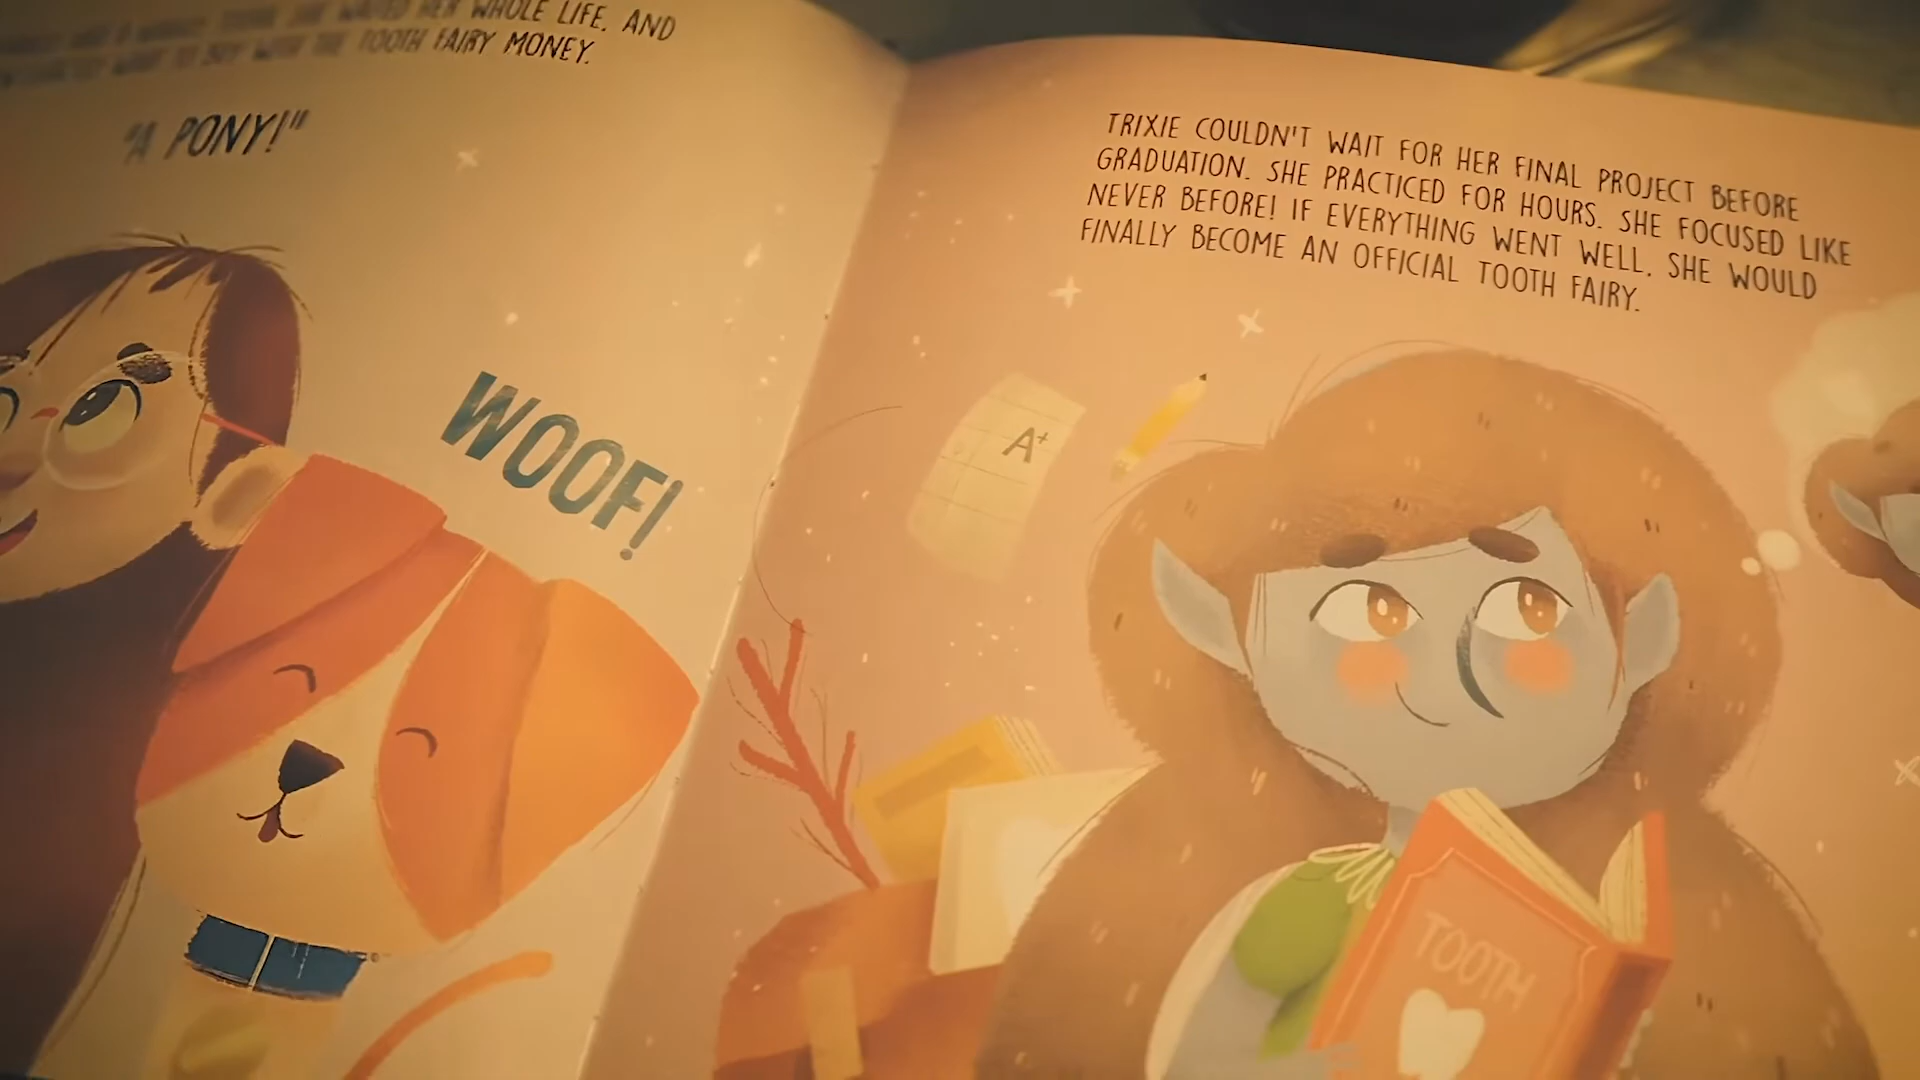 HER WHOLE LIFE, AND
THE TOOTH FAIRY MONEY.
"A PONY!"
WOOF!
TRIXIE COULDN'T WAIT FOR HER FINAL PROJECT BEFORE
GRADUATION. SHE PRACTICED FOR HOURS. SHE FOCUSED LIKE
NEVER BEFORE! IF EVERYTHING WENT WELL, SHE WOULD
FINALLY BECOME AN OFFICIAL TOOTH FAIRY.
A+
TOOTH